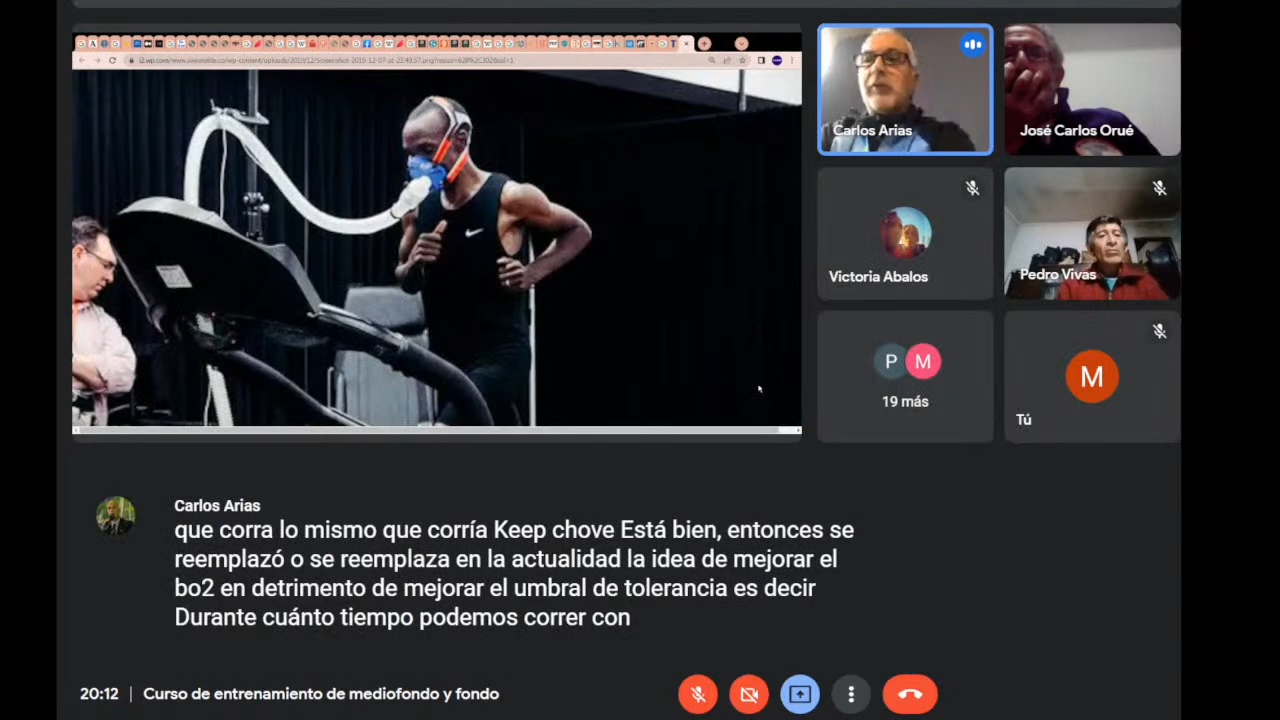 Carlos Arias
José Carlos Orué
Victoria Abalos
Pedro Vivas
P M
19 más
M
Tú
Carlos Arias
que corra lo mismo que corría Keep chove Está bien, entonces se
reemplazó o se reemplaza en la actualidad la idea de mejorar el
bo2 en detrimento de mejorar el umbral de tolerancia es decir
Durante cuánto tiempo podemos correr con
20:12 | Curso de entrenamiento de mediofondo y fondo